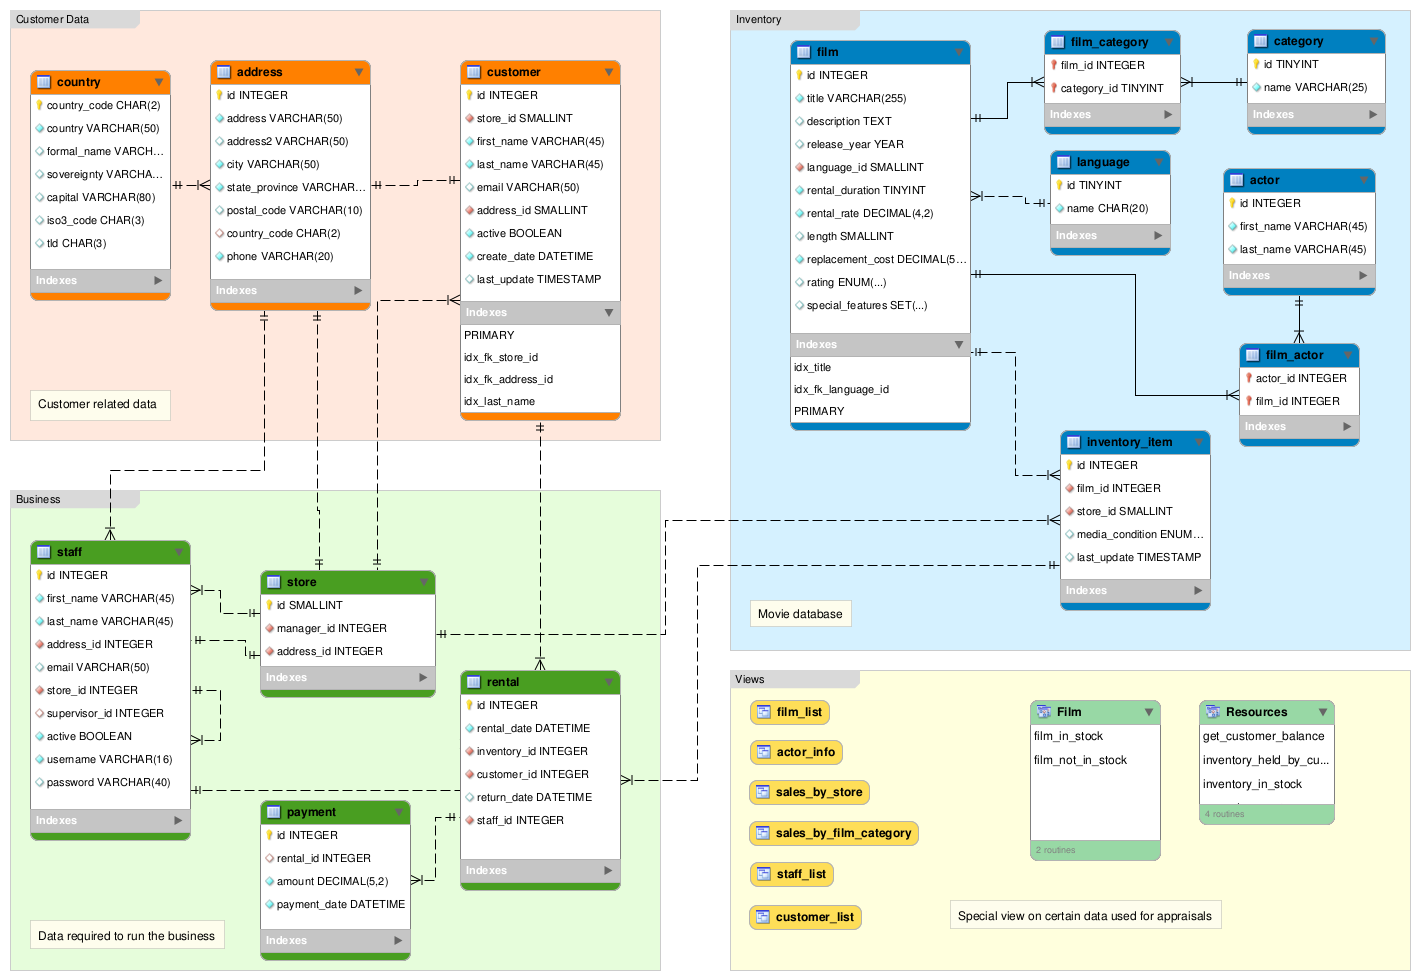 Customer Data
country
country_code CHAR(2)
country VARCHAR(50)
formal_name VARCH...
sovereignty VARCHA...
capital VARCHAR(80)
iso3_code CHAR(3)
tld CHAR(3)
Indexes
address
id INTEGER
address VARCHAR(50)
address2 VARCHAR(50)
city VARCHAR(50)
state_province VARCHAR...
postal_code VARCHAR(10)
country_code CHAR(2)
phone VARCHAR(20)
Indexes
customer
id INTEGER
store_id SMALLINT
first_name VARCHAR(45)
last_name VARCHAR(45)
email VARCHAR(50)
address_id SMALLINT
active BOOLEAN
create_date DATETIME
last_update TIMESTAMP
Indexes
PRIMARY
idx_fk_store_id
idx_fk_address_id
idx_last_name
Customer related data
Business
staff
id INTEGER
first_name VARCHAR(45)
last_name VARCHAR(45)
address_id INTEGER
email VARCHAR(50)
store_id INTEGER
supervisor_id INTEGER
active BOOLEAN
username VARCHAR(16)
password VARCHAR(40)
Indexes
store
id SMALLINT
manager_id INTEGER
address_id INTEGER
Indexes
rental
id INTEGER
rental_date DATETIME
inventory_id INTEGER
customer_id INTEGER
return_date DATETIME
staff_id INTEGER
Indexes
payment
id INTEGER
rental_id INTEGER
amount DECIMAL(5,2)
payment_date DATETIME
Indexes
Data required to run the business
Inventory
film
id INTEGER
title VARCHAR(255)
description TEXT
release_year YEAR
language_id SMALLINT
rental_duration TINYINT
rental_rate DECIMAL(4,2)
length SMALLINT
replacement_cost DECIMAL(5...
rating ENUM(...)
special_features SET(...)
Indexes
idx_title
idx_fk_language_id
PRIMARY
film_category
film_id INTEGER
category_id TINYINT
Indexes
category
id TINYINT
name VARCHAR(25)
Indexes
language
id TINYINT
name CHAR(20)
Indexes
actor
id INTEGER
first_name VARCHAR(45)
last_name VARCHAR(45)
Indexes
film_actor
actor_id INTEGER
film_id INTEGER
Indexes
inventory_item
id INTEGER
film_id INTEGER
store_id SMALLINT
media_condition ENUM...
last_update TIMESTAMP
Indexes
Movie database
Views
film_list
actor_info
sales_by_store
sales_by_film_category
staff_list
customer_list
Film
film_in_stock
film_not_in_stock
2 routines
Resources
get_customer_balance
inventory_held_by_cu...
inventory_in_stock
4 routines
Special view on certain data used for appraisals